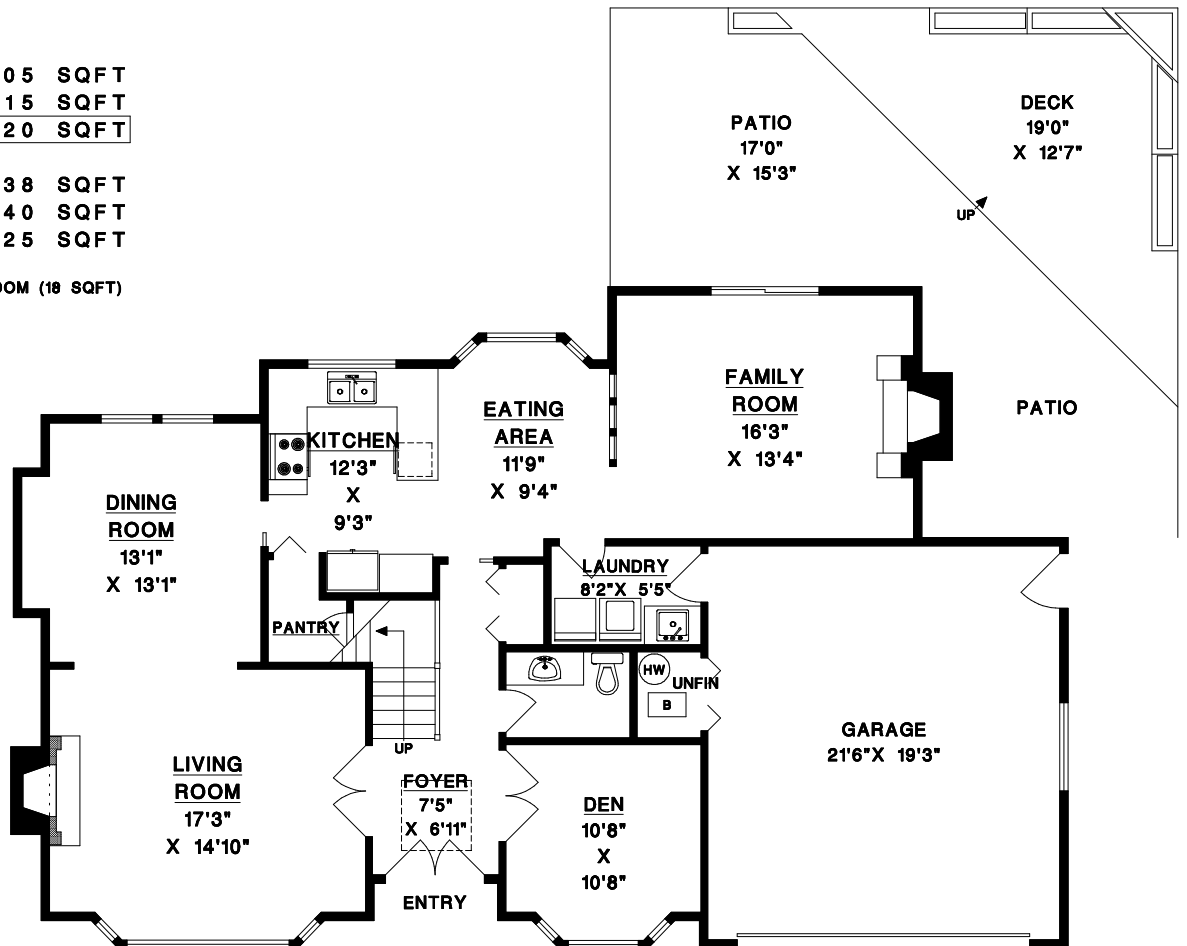 05 SQFT
15 SQFT
20 SQFT
38 SQFT
40 SQFT
25 SQFT
OOM (18 SQFT)
PATIO
17'0"
X 15'3"
DECK
19'0"
X 12'7"
UP
FAMILY
ROOM
16'3"
X 13'4"
PATIO
EATING
AREA
11'9"
X 9'4"
KITCHEN
12'3"
X
9'3"
DINING
ROOM
13'1"
X 13'1"
LAUNDRY
8'2"X 5'5"
PANTRY
HW
UNFIN
B
UP
GARAGE
21'6"X 19'3"
LIVING
ROOM
17'3"
X 14'10"
FOYER
7'5"
X 6'11"
DEN
10'8"
X
10'8"
ENTRY